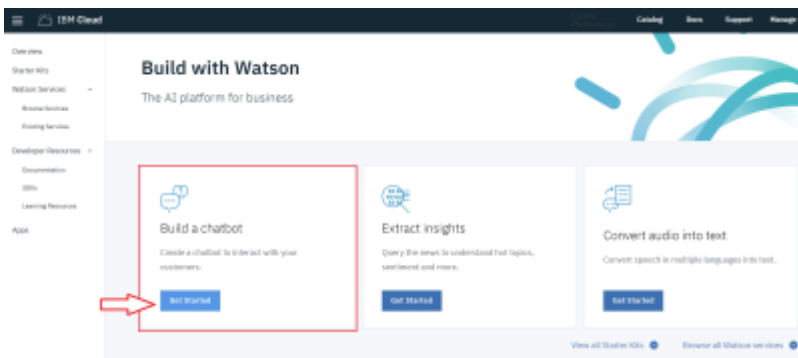 IBM Cloud
Catalog Docs Support Manage
Overview
Starter Kits
Watson Services
Browse Services
Existing Services
Developer Resources
Documentation
SDKs
Learning Resources
Apps
Build with Watson
The AI platform for business
Build a chatbot
Create a chatbot to interact with your
customers.
Get Started
Extract insights
Query the news to understand hot topics,
sentiment and more.
Get Started
Convert audio into text
Convert speech in multiple languages into text.
Get Started
View all Starter Kits
Browse all Watson services